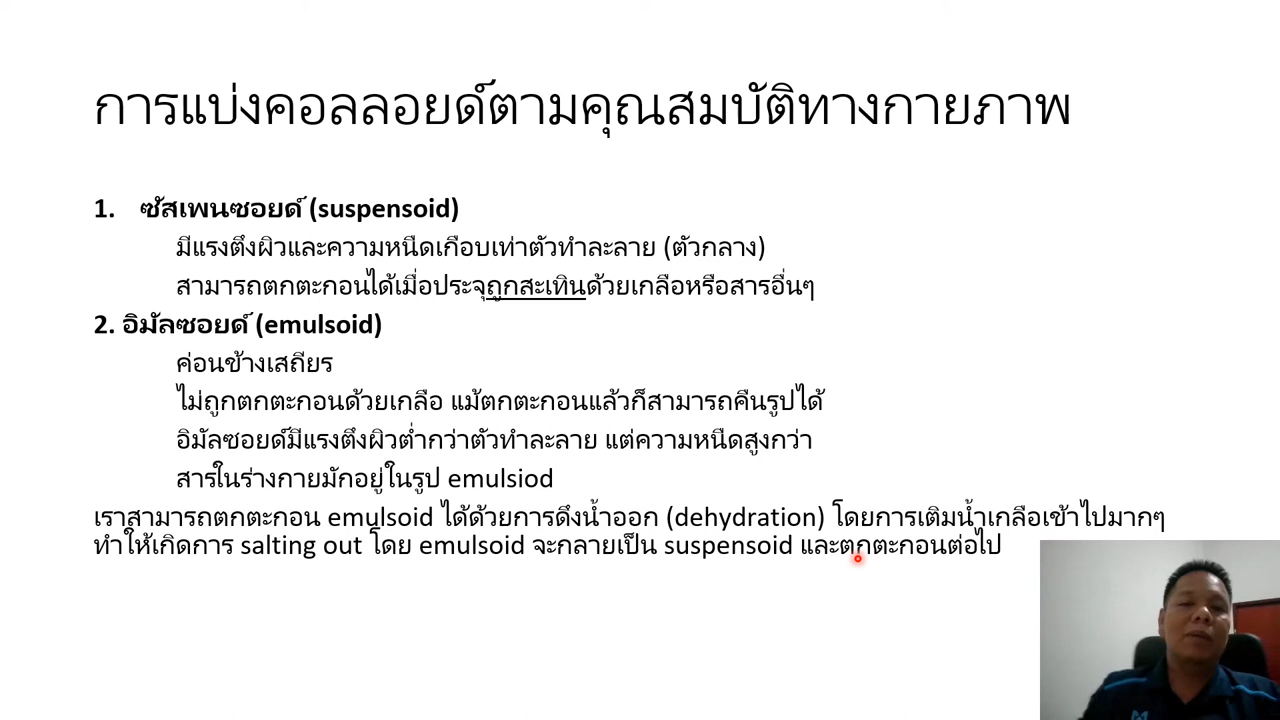 การแบ่งคอลลอยด์ตามคุณสมบัติทางกายภาพ
1. ซัสเพนซอยด์ (suspensoid)
มีแรงตึงผิวและความหนืดเกือบเท่าตัวทำละลาย (ตัวกลาง)
สามารถตกตะกอนได้เมื่อประจุถูกสะเทินด้วยเกลือหรือสารอื่นๆ
2. อิมัลซอยด์ (emulsoid)
ค่อนข้างเสถียร
ไม่ถูกตกตะกอนด้วยเกลือ แม้ตกตะกอนแล้วก็สามารถคืนรูปได้
อิมัลซอยด์มีแรงตึงผิวต่ำกว่าตัวทำละลาย แต่ความหนืดสูงกว่า
สารในร่างกายมักอยู่ในรูป emulsiod
เราสามารถตกตะกอน emulsoid ได้ด้วยการดึงน้ำออก (dehydration) โดยการเติมน้ำเกลือเข้าไปมากๆ
ทำให้เกิดการ salting out โดย emulsoid จะกลายเป็น suspensoid และตกตะกอนต่อไป